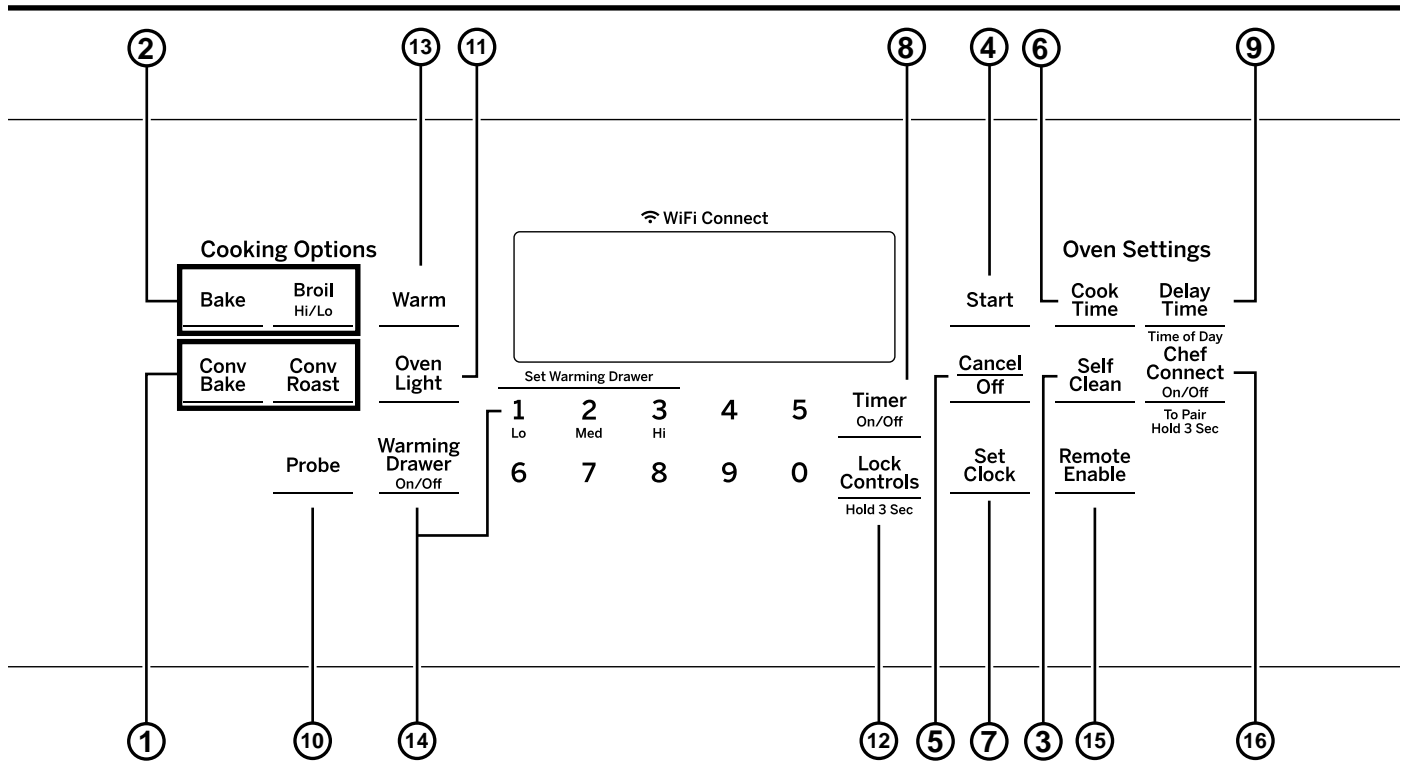 2
13
11
8
4
6
9
WiFi Connect
Cooking Options
Bake
Broil
Hi/Lo
Warm
Conv
Bake
Conv
Roast
Oven
Light
Probe
Warming
Drawer
On/Off
Set Warming Drawer
1
Lo
2
Med
3
Hi
4
5
6
7
8
9
0
Timer
On/Off
Lock
Controls
Hold 3 Sec
Start
Cancel
Off
Set
Clock
Oven Settings
Cook
Time
Delay
Time
Time of Day
Self
Clean
Chef
Connect
On/Off
To Pair
Hold 3 Sec
Remote
Enable
1
10
14
12
5
7
3
15
16